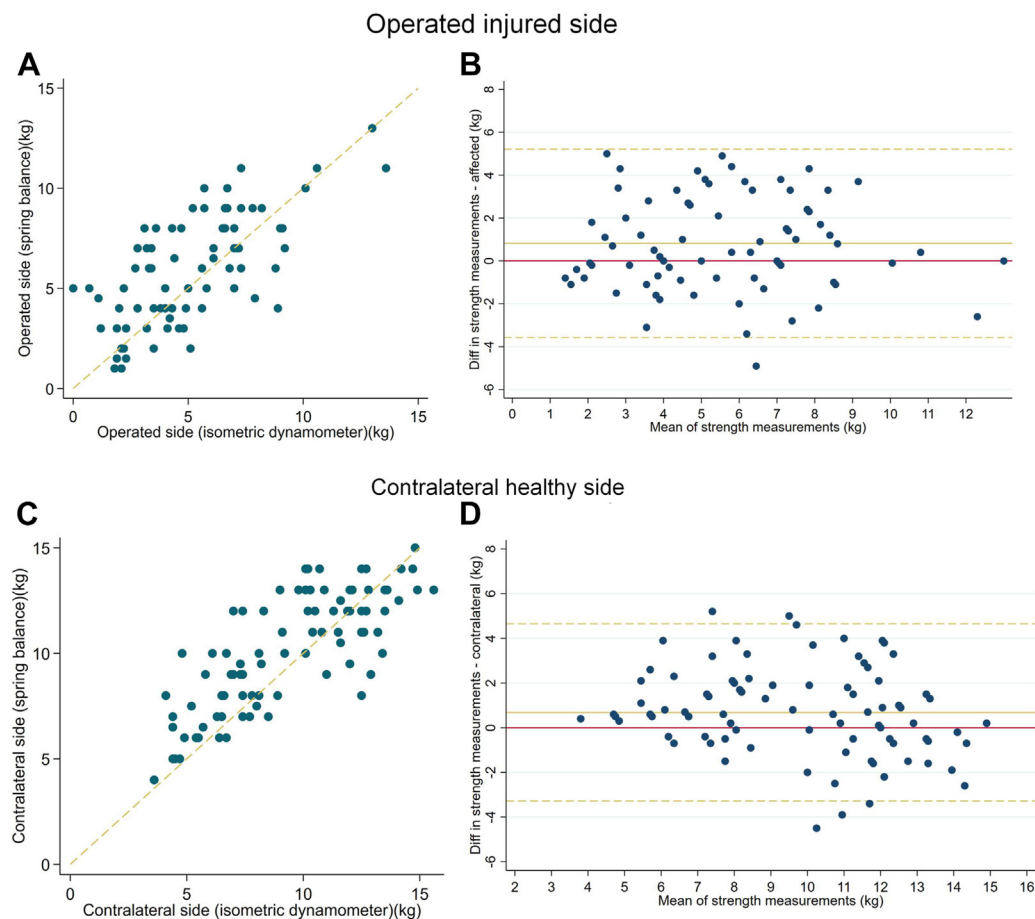 Operated injured side
A
Operated side (spring balance)(kg)
15
10
5
0
0 5 10 15
Operated side (isometric dynamometer)(kg)
B
Diff in strength measurements - affected (kg)
8
6
4
2
0
-2
-4
-6
0 1 2 3 4 5 6 7 8 9 10 11 12
Mean of strength measurements (kg)
Contralateral healthy side
C
Contralateral side (spring balance)(kg)
15
10
5
0
0 5 10 15
Contralateral side (isometric dynamometer)(kg)
D
Diff in strength measurements - contralateral (kg)
8
6
4
2
0
-2
-4
-6
2 3 4 5 6 7 8 9 10 11 12 13 14 15 16
Mean of strength measurements (kg)